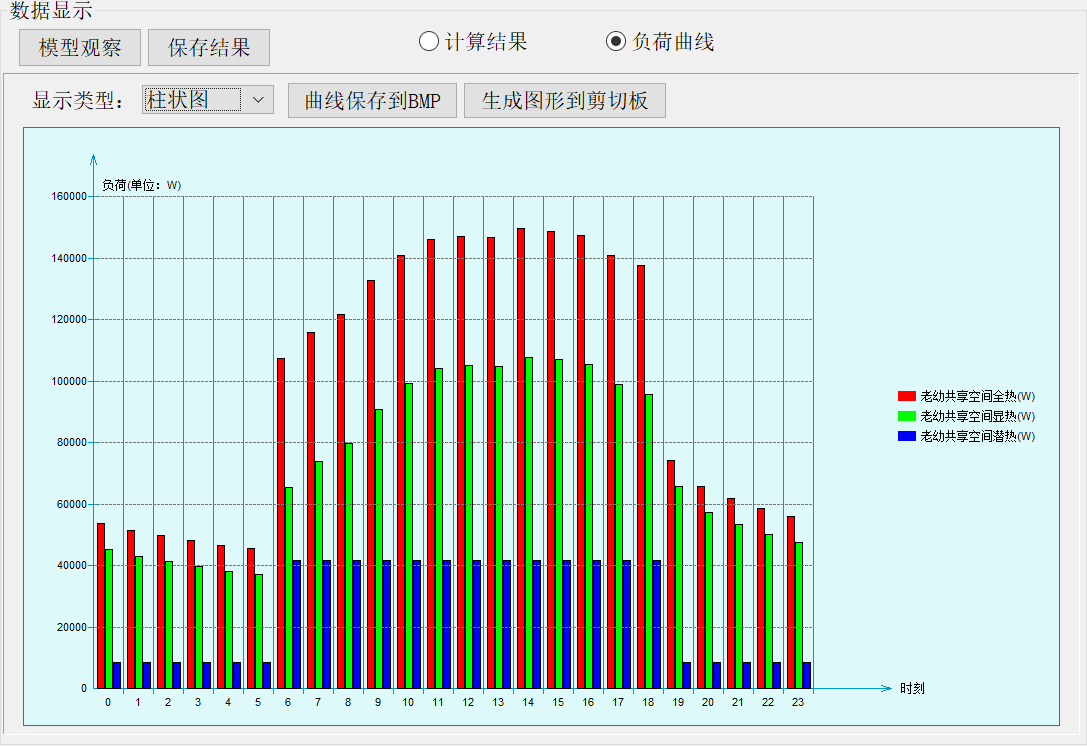 数据显示
模型观察 保存结果 计算结果 负荷曲线
显示类型： 柱状图 曲线保存到BMP 生成图形到剪切板
负荷(单位：W)
160000
140000
120000
100000
80000
60000
40000
20000
0
老幼共享空间全热(W)
老幼共享空间显热(W)
老幼共享空间潜热(W)
时刻
0 1 2 3 4 5 6 7 8 9 10 11 12 13 14 15 16 17 18 19 20 21 22 23